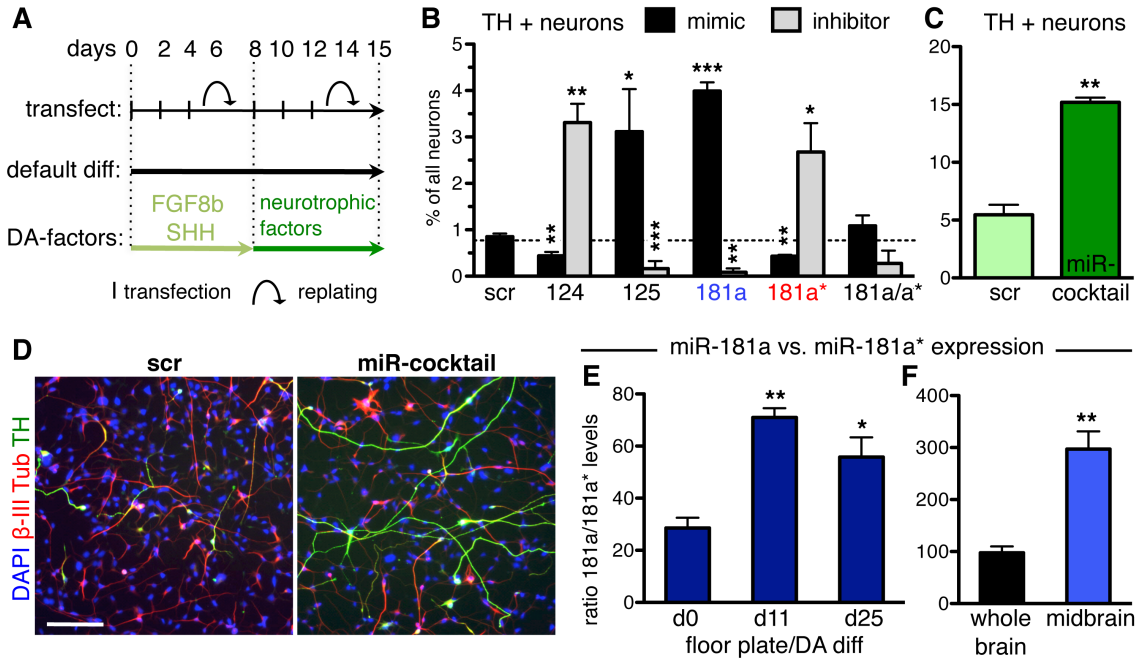 A
days 0 2 4 6 8 10 12 14 15
transfect:
default diff:
DA-factors:
FGF8b
SHH
neurotrophic
factors
I transfection
replating
B
TH + neurons
mimic
inhibitor
% of all neurons
5
4
3
2
1
0
**
**
*
***
***
**
**
*
scr 124 125 181a 181a* 181a/a*
C
TH + neurons
20
15
10
5
0
**
miR-
scr cocktail
D
scr
miR-cocktail
DAPI β-III Tub TH
miR-181a vs. miR-181a* expression
E
ratio 181a/181a* levels
80
60
40
20
0
**
*
d0 d11 d25
floor plate/DA diff
F
400
300
200
100
0
**
whole
brain
midbrain